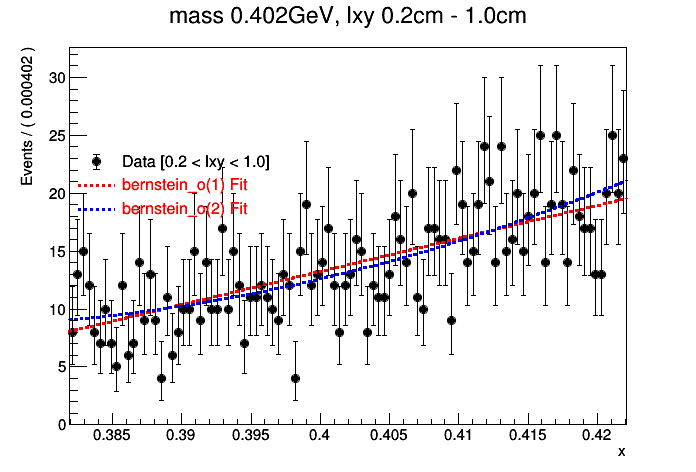 mass 0.402GeV, lxy 0.2cm - 1.0cm
Events / ( 0.000402 )
30
25
20
15
10
5
0
Data [0.2 < lxy < 1.0]
bernstein_o(1) Fit
bernstein_o(2) Fit
0.385 0.39 0.395 0.4 0.405 0.41 0.415 0.42
x